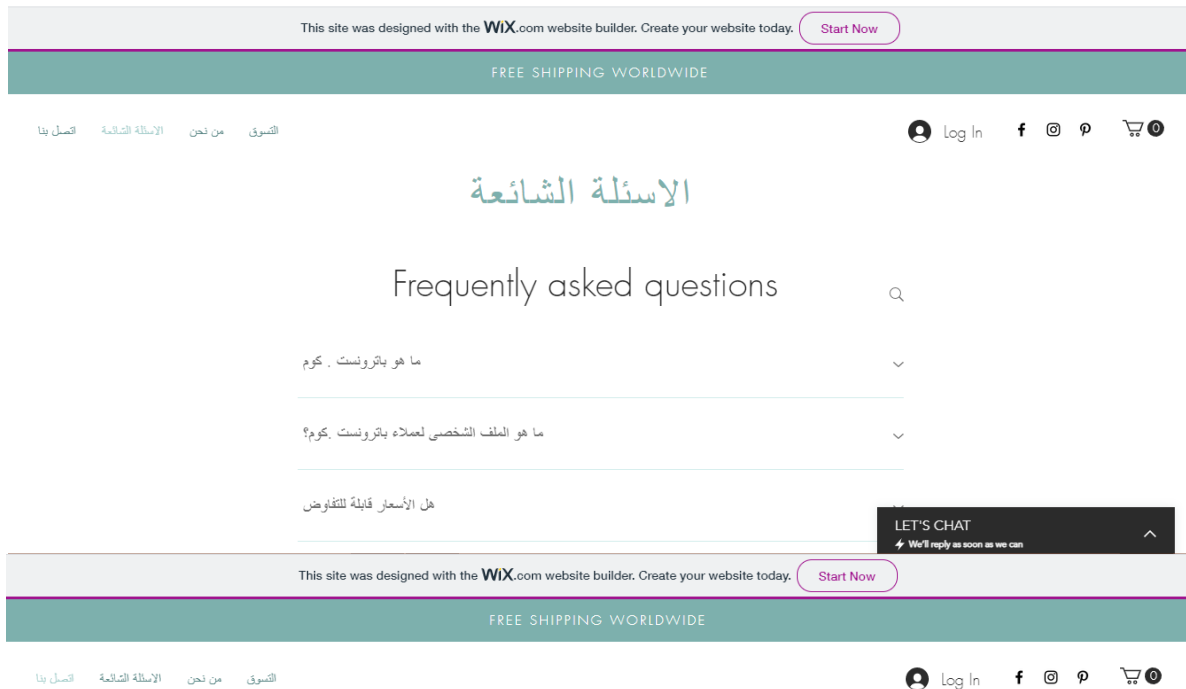 This site was designed with the WiX.com website builder. Create your website today. Start Now
FREE SHIPPING WORLDWIDE
التسوق من نحن الاسئلة الشائعة اتصل بنا Log In 0
الاسئلة الشائعة
Frequently asked questions
ما هو باترونست . كوم
ما هو الملف الشخصى لعملاء باترونست .كوم؟
هل الأسعار قابلة للتفاوض
LET'S CHAT
We'll reply as soon as we can
This site was designed with the WiX.com website builder. Create your website today. Start Now
FREE SHIPPING WORLDWIDE
التسوق من نحن الاسئلة الشائعة اتصل بنا Log In 0